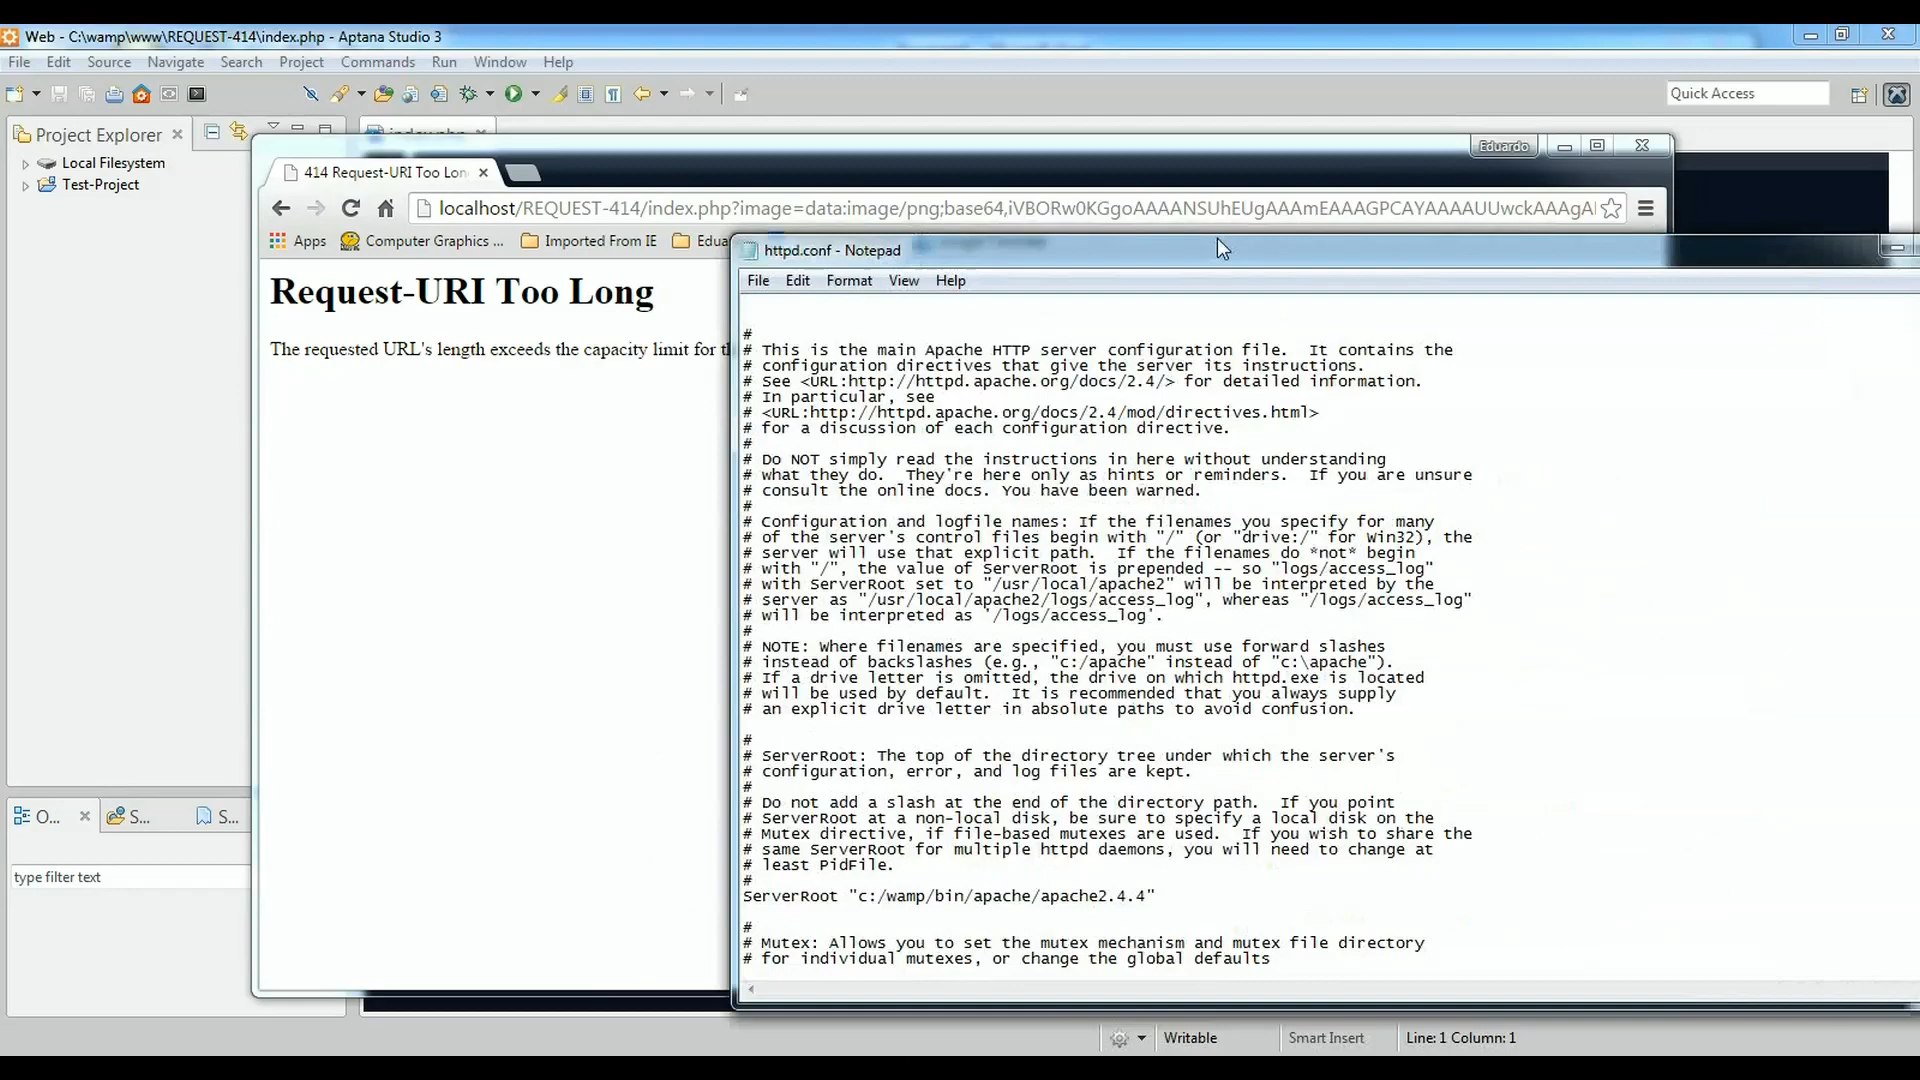 Web - C:\wamp\www\REQUEST-414\index.php - Aptana Studio 3
File Edit Source Navigate Search Project Commands Run Window Help
Quick Access
Project Explorer
index.php
Local Filesystem
Test-Project
Eduardo
414 Request-URI Too Lon
localhost/REQUEST-414/index.php?image=data:image/png;base64,iVBORw0KGgoAAAANSUhEUgAAAmEAAAGPCAYAAAAUUwckAAAgA
Apps Computer Graphics ... Imported From IE Edua
Request-URI Too Long
The requested URL's length exceeds the capacity limit for
httpd.conf - Notepad
File Edit Format View Help
#
# This is the main Apache HTTP server configuration file.  It contains the
# configuration directives that give the server its instructions.
# See <URL:http://httpd.apache.org/docs/2.4/> for detailed information.
# In particular, see
# <URL:http://httpd.apache.org/docs/2.4/mod/directives.html>
# for a discussion of each configuration directive.
#
# Do NOT simply read the instructions in here without understanding
# what they do.  They're here only as hints or reminders.  If you are unsure
# consult the online docs. You have been warned.
#
# Configuration and logfile names: If the filenames you specify for many
# of the server's control files begin with "/" (or "drive:/" for Win32), the
# server will use that explicit path.  If the filenames do *not* begin
# with "/", the value of ServerRoot is prepended -- so "logs/access_log"
# with ServerRoot set to "/usr/local/apache2" will be interpreted by the
# server as "/usr/local/apache2/logs/access_log", whereas "/logs/access_log"
# will be interpreted as '/logs/access_log'.
#
# NOTE: Where filenames are specified, you must use forward slashes
# instead of backslashes (e.g., "c:/apache" instead of "c:\apache").
# If a drive letter is omitted, the drive on which httpd.exe is located
# will be used by default.  It is recommended that you always supply
# an explicit drive letter in absolute paths to avoid confusion.
#
# ServerRoot: The top of the directory tree under which the server's
# configuration, error, and log files are kept.
#
# Do not add a slash at the end of the directory path.  If you point
# ServerRoot at a non-local disk, be sure to specify a local disk on the
# Mutex directive, if file-based mutexes are used.  If you wish to share the
# same ServerRoot for multiple httpd daemons, you will need to change at
# least PidFile.
#
ServerRoot "c:/wamp/bin/apache/apache2.4.4"
#
# Mutex: Allows you to set the mutex mechanism and mutex file directory
# for individual mutexes, or change the global defaults
O... S... S...
type filter text
Writable Smart Insert Line: 1 Column: 1